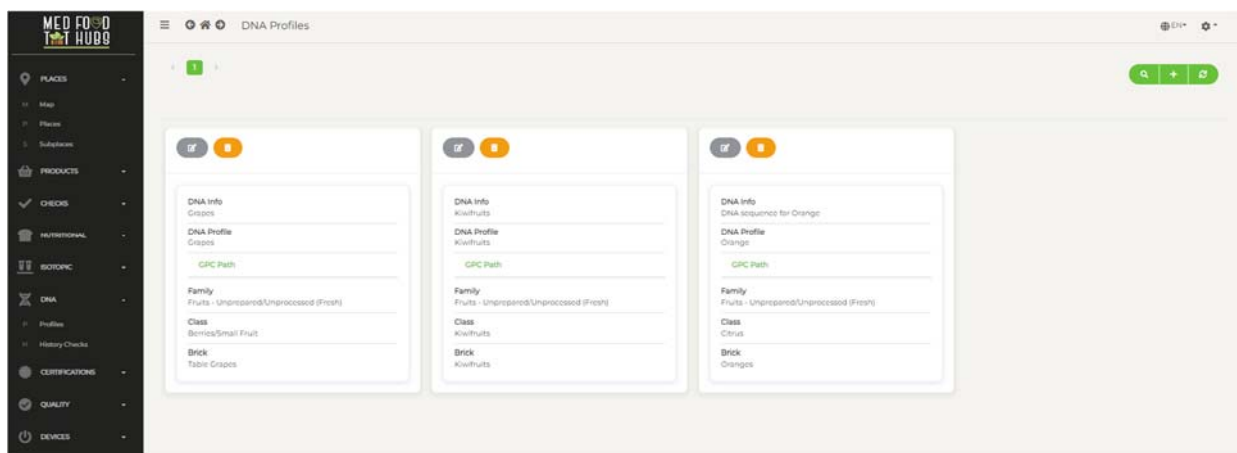 MED FOOD
TTT HUBS
DNA Profiles
EN
PLACES
M Map
P Places
S Subplaces
PRODUCTS
CHECKS
NUTRITIONAL
ISOTOPIC
DNA
P Profiles
H History Checks
CERTIFICATIONS
QUALITY
DEVICES
1
DNA Info
Grapes
DNA Profile
Grapes
GPC Path
Family
Fruits - Unprepared/Unprocessed (Fresh)
Class
Berries/Small Fruit
Brick
Table Grapes
DNA Info
Kiwifruits
DNA Profile
Kiwifruits
GPC Path
Family
Fruits - Unprepared/Unprocessed (Fresh)
Class
Kiwifruits
Brick
Kiwifruits
DNA Info
DNA sequence for Orange
DNA Profile
Orange
GPC Path
Family
Fruits - Unprepared/Unprocessed (Fresh)
Class
Citrus
Brick
Oranges